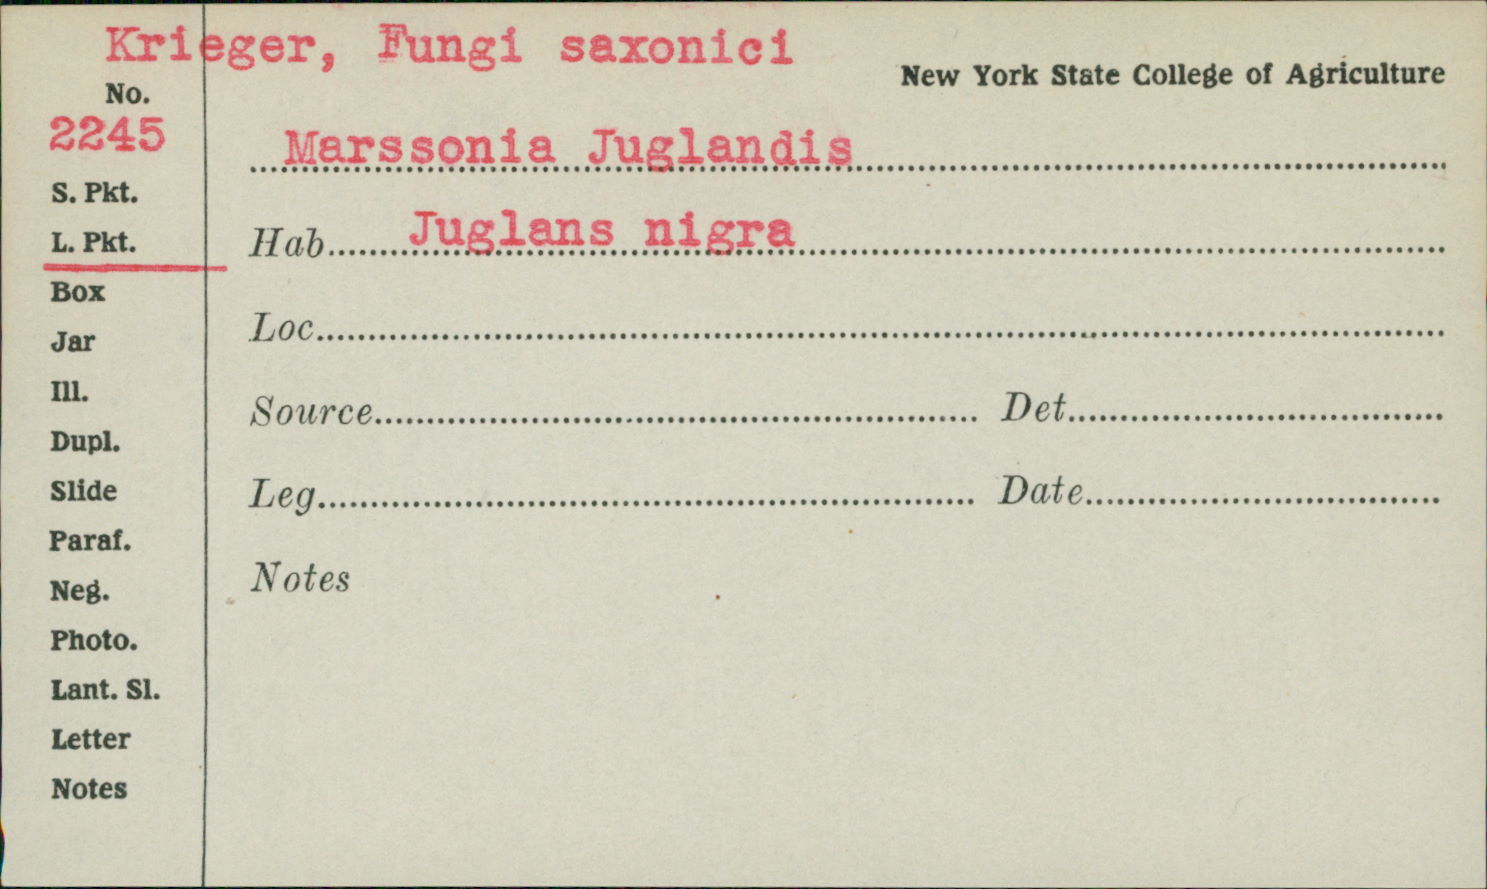 Krieger, Fungi saxonici
New York State College of Agriculture
No.
2245
Marssonia Juglandis
S. Pkt.
L. Pkt.
Hab. Juglans nigra
Box
Loc.
Jar
Ill.
Source. Det.
Dupl.
Slide
Leg. Date.
Paraf.
Notes
Neg.
Photo.
Lant. Sl.
Letter
Notes